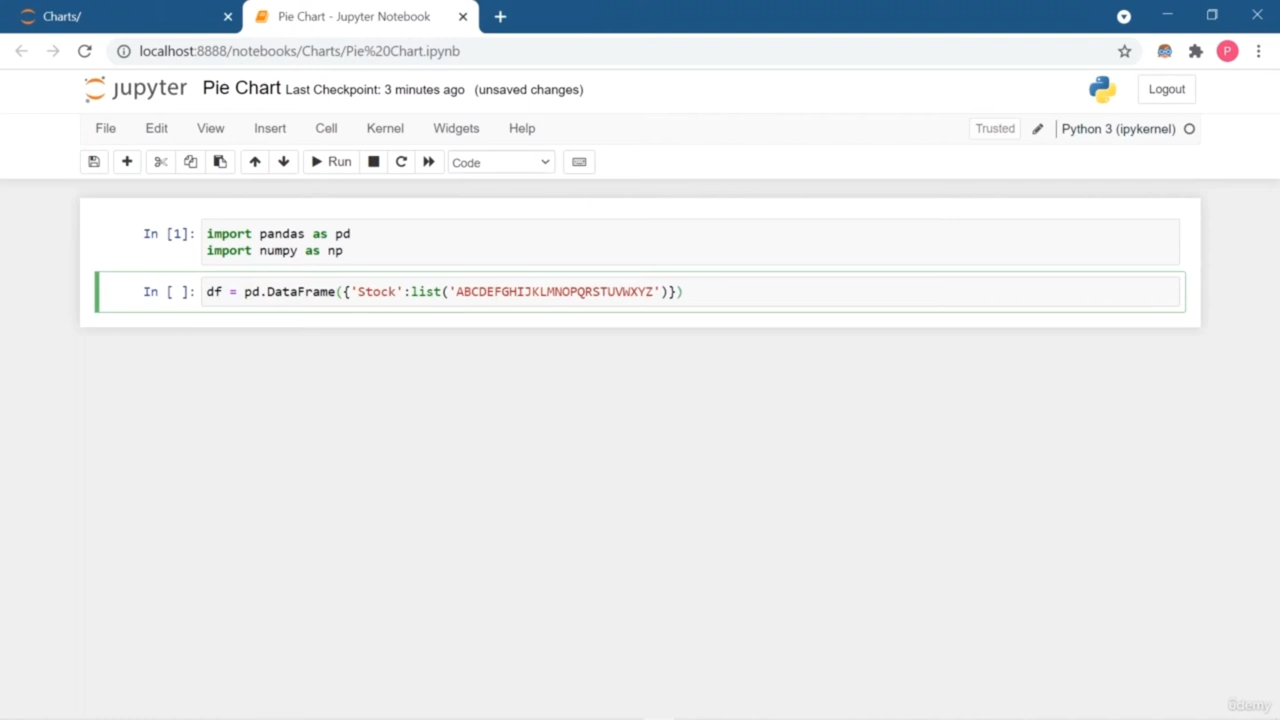 Charts/
Pie Chart - Jupyter Notebook
localhost:8888/notebooks/Charts/Pie%20Chart.ipynb
P
jupyter Pie Chart Last Checkpoint: 3 minutes ago (unsaved changes)
Logout
File Edit View Insert Cell Kernel Widgets Help
Trusted
Python 3 (ipykernel)
Run
Code
In [1]: import pandas as pd
import numpy as np
In [ ]: df = pd.DataFrame({'Stock':list('ABCDEFGHIJKLMNOPQRSTUVWXYZ')})
ûdemy